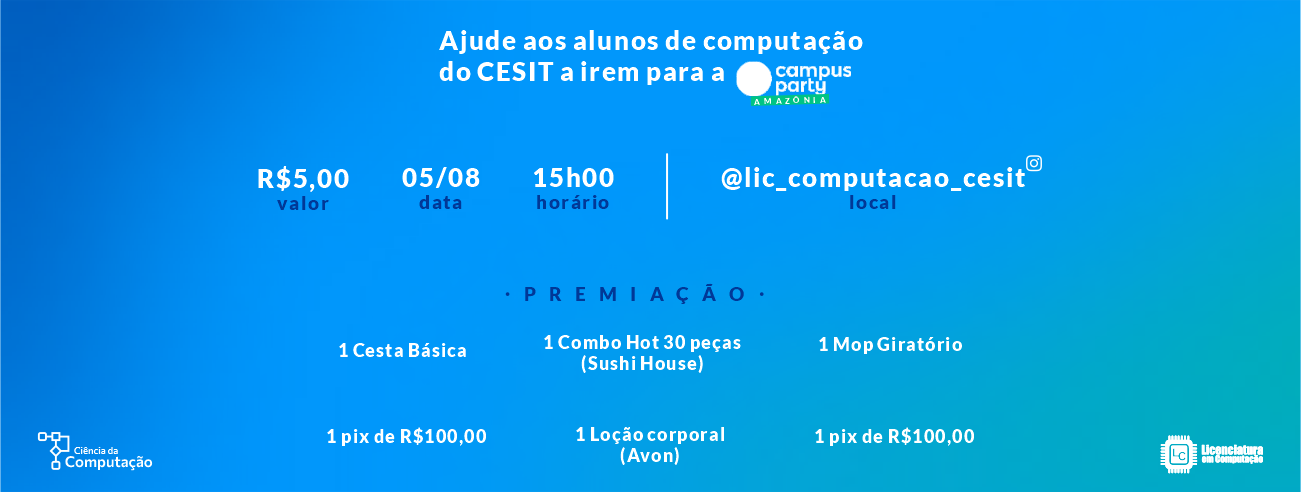 Ajude aos alunos de computação
do CESIT a irem para a
campus
party
AMAZÔNIA
R$5,00
valor
05/08
data
15h00
horário
@lic_computacao_cesit
local
· PREMIAÇÃO ·
1 Cesta Básica
1 Combo Hot 30 peças
(Sushi House)
1 Mop Giratório
1 pix de R$100,00
1 Loção corporal
(Avon)
1 pix de R$100,00
Ciência da
Computação
LC
Licenciatura
em Computação